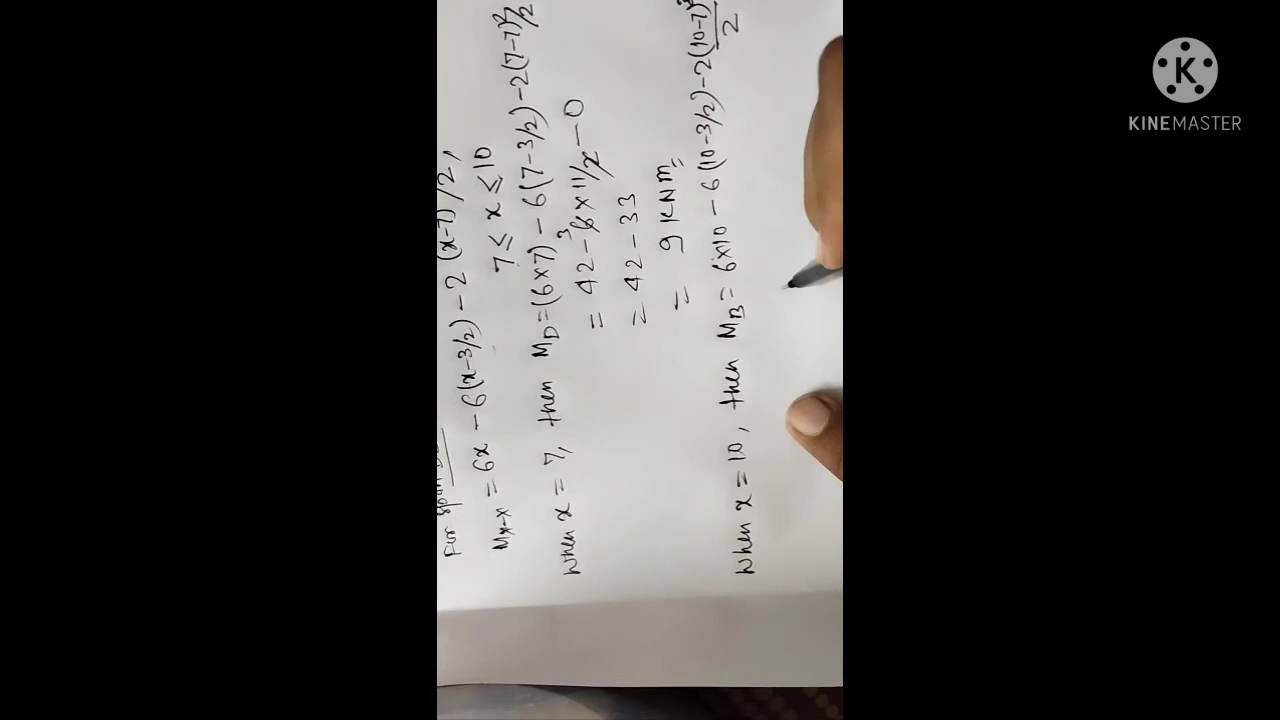 For span
Mx-x = 6x - 6(x-3/2) - 2 (x-7)²/2,
7 ≤ x ≤ 10
When x = 7, then MD = (6×7) - 6(7-3/2) - 2(7-7)²/2
= 42 - 6 3 × 11/2 - 0
= 42 - 33
= 9 KNm
When x = 10, then MB = 6×10 - 6(10-3/2) - 2(10-7)²/2
KINEMASTER